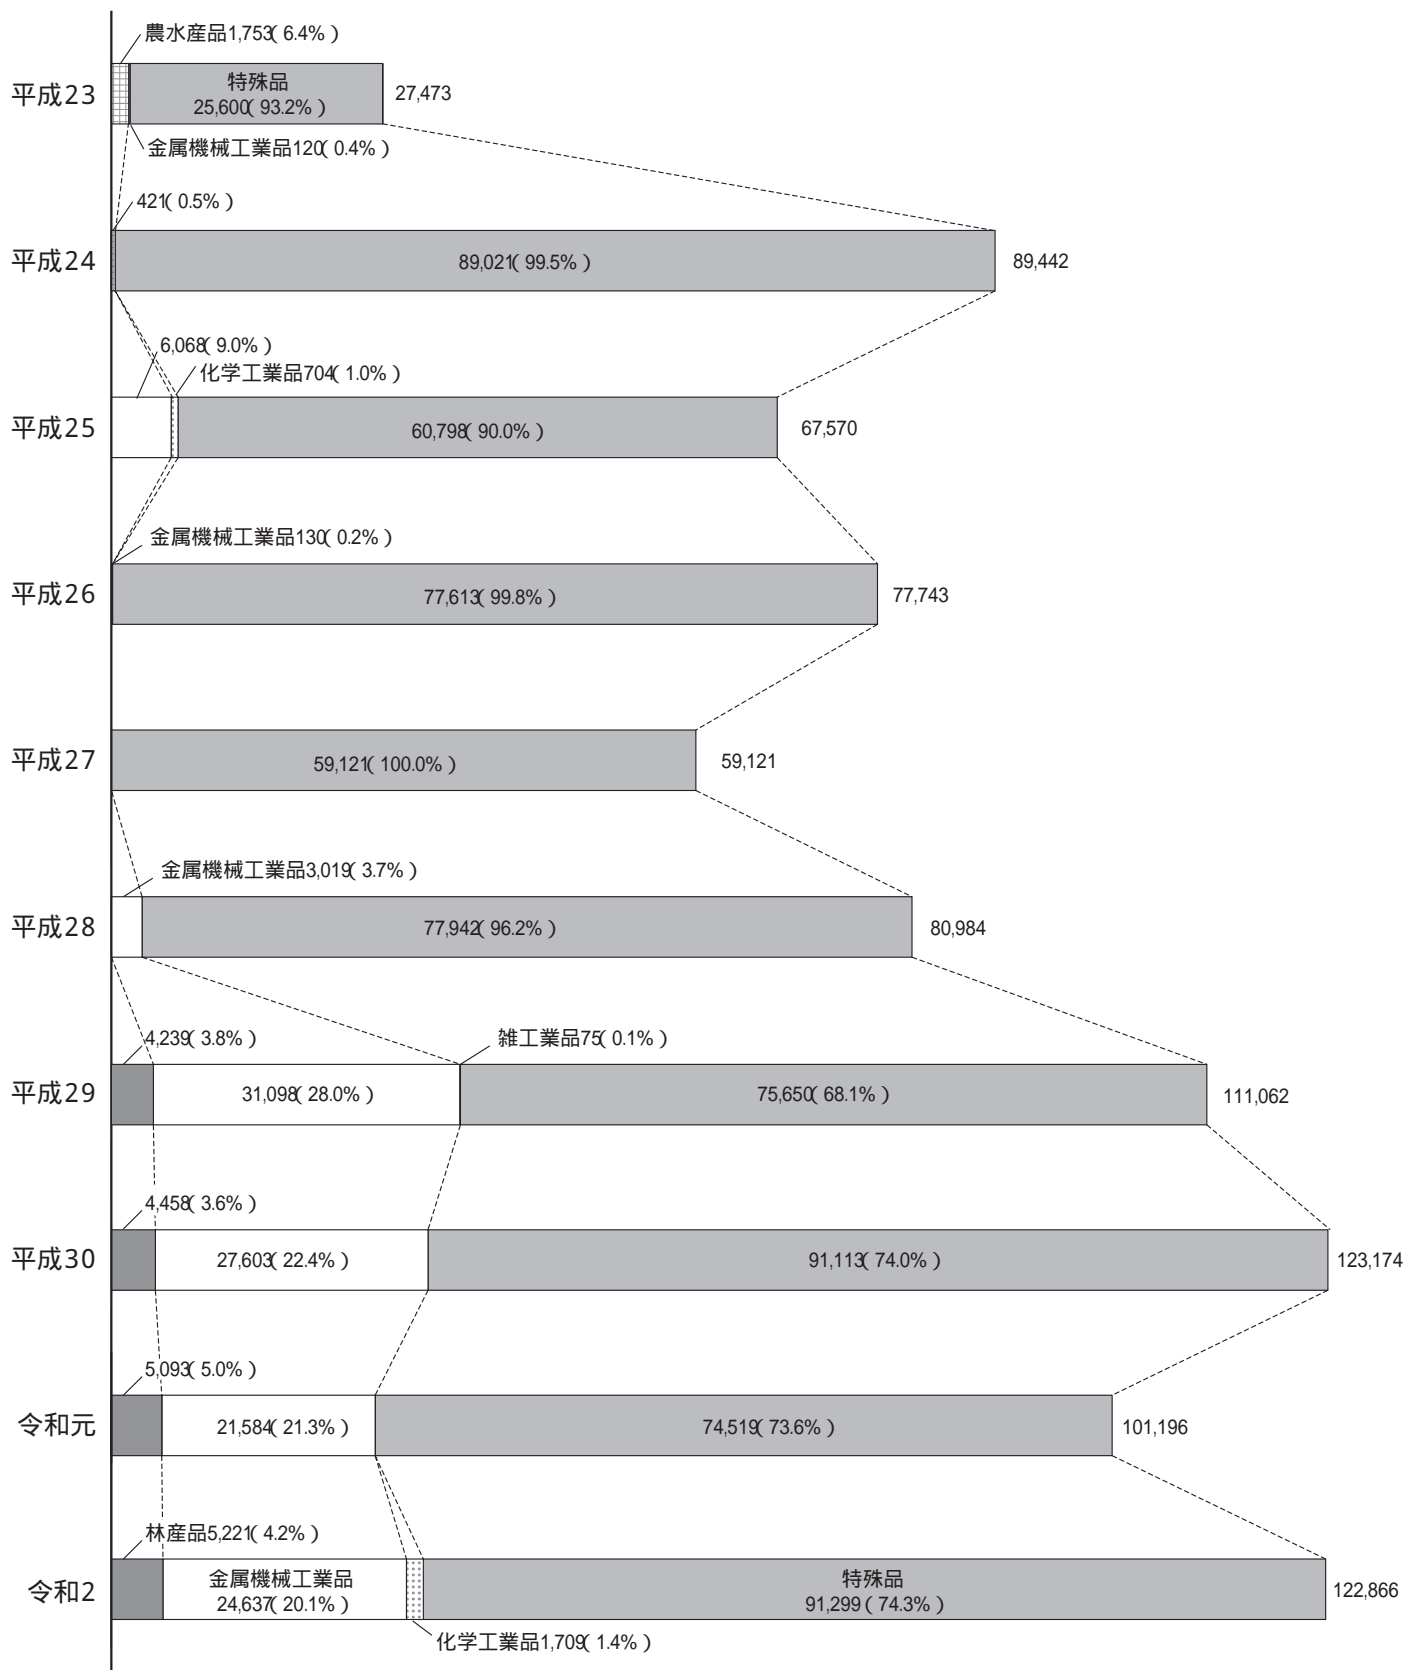 農水産品1,753( 6.4% )
平成23
特殊品
25,600( 93.2% )
27,473
金属機械工業品120( 0.4% )
421( 0.5% )
平成24
89,021( 99.5% )
89,442
6,068( 9.0% )
化学工業品704( 1.0% )
平成25
60,798( 90.0% )
67,570
金属機械工業品130( 0.2% )
平成26
77,613( 99.8% )
77,743
平成27
59,121( 100.0% )
59,121
金属機械工業品3,019( 3.7% )
平成28
77,942( 96.2% )
80,984
4,239( 3.8% )
雑工業品75( 0.1% )
平成29
31,098( 28.0% )
75,650( 68.1% )
111,062
4,458( 3.6% )
平成30
27,603( 22.4% )
91,113( 74.0% )
123,174
5,093( 5.0% )
令和元
21,584( 21.3% )
74,519( 73.6% )
101,196
林産品5,221( 4.2% )
令和2
金属機械工業品
24,637( 20.1% )
特殊品
91,299 ( 74.3% )
122,866
化学工業品1,709( 1.4% )